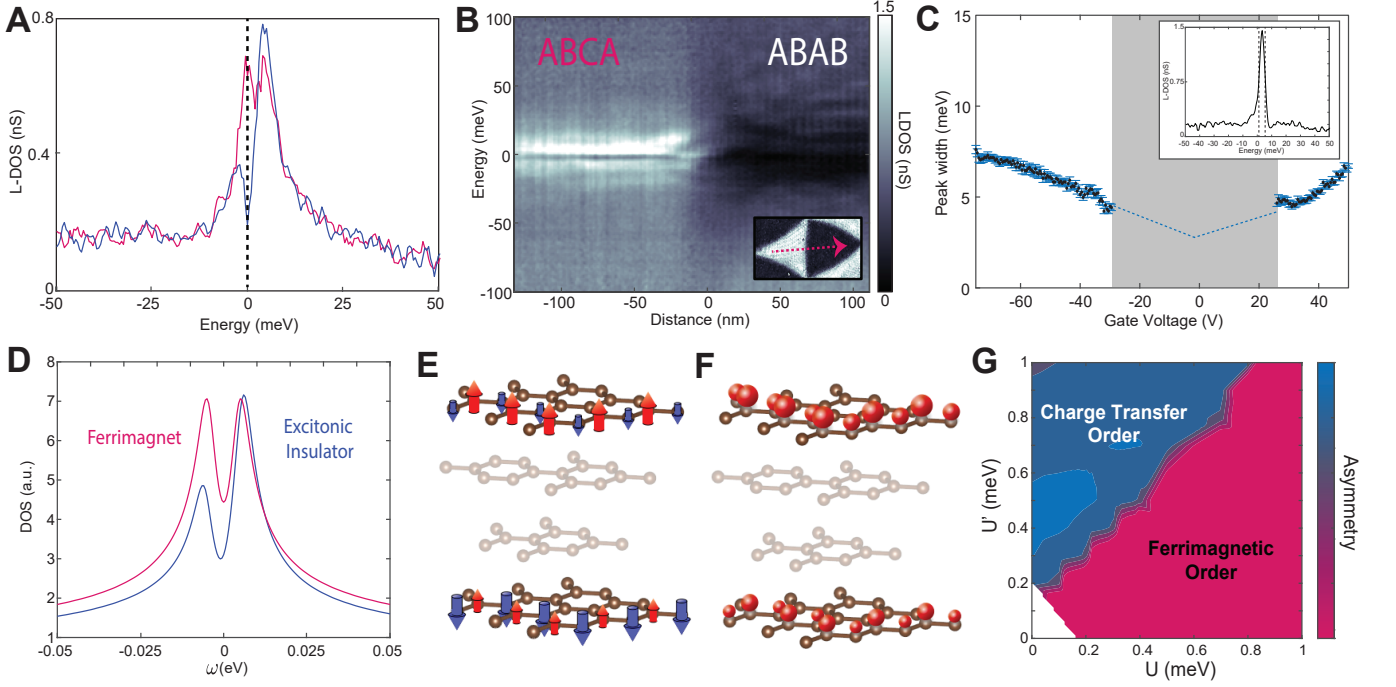 A
0.8
0.4
0
L-DOS (nS)
-50
-25
0
25
50
Energy (meV)
B
100
50
0
-50
-100
Energy (meV)
ABCA
ABAB
-100
-50
0
50
100
Distance (nm)
1.5
0
LDOS (nS)
C
15
10
5
0
Peak width (meV)
-60
-40
-20
0
20
40
Gate Voltage (V)
1.5
0.75
0
L-DOS (nS)
-50
-40
-30
-20
-10
0
10
20
30
40
50
Energy (meV)
D
8
7
6
5
4
3
2
1
DOS (a.u.)
Ferrimagnet
Excitonic
Insulator
-0.05
-0.025
0
0.025
0.05
ω(eV)
E
F
G
1
0.8
0.6
0.4
0.2
0
U' (meV)
Charge Transfer
Order
Ferrimagnetic
Order
0
0.2
0.4
0.6
0.8
1
U (meV)
Asymmetry